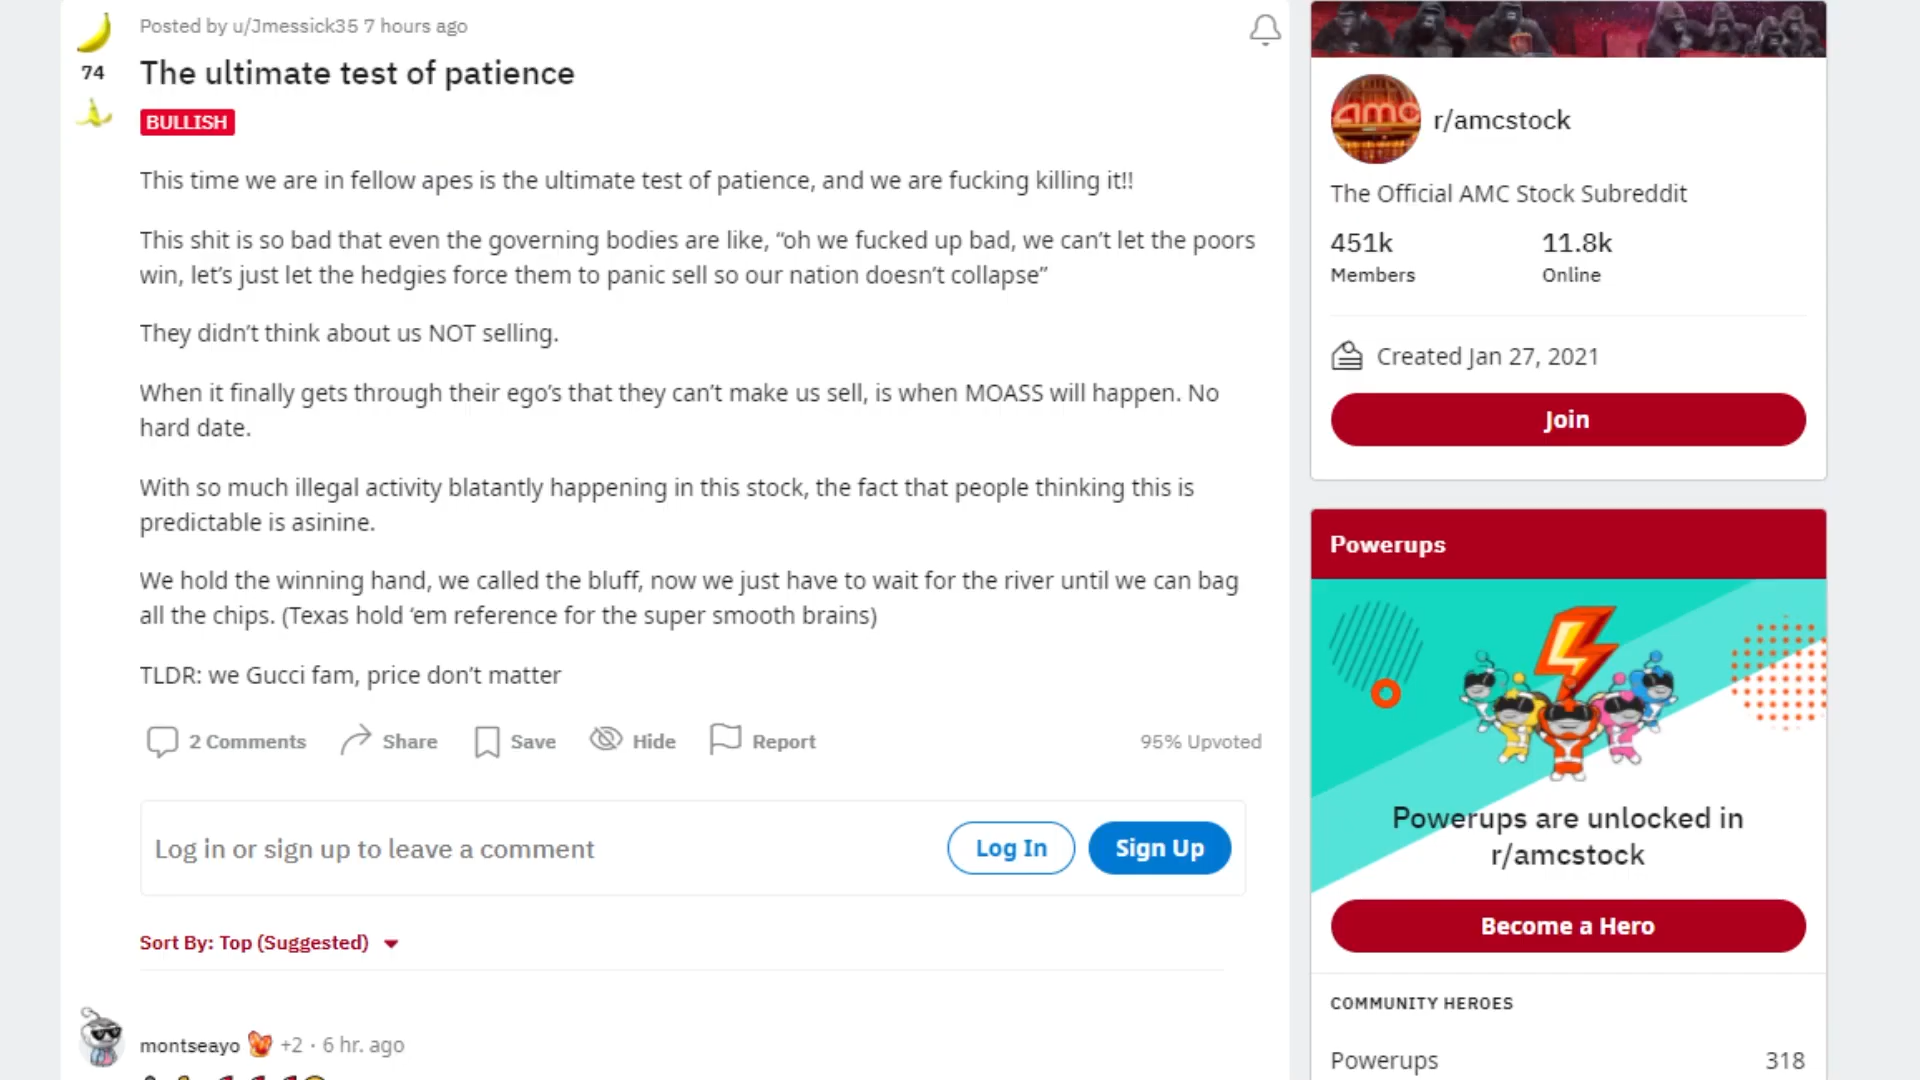 Posted by u/Jmessick35 7 hours ago
74
The ultimate test of patience
BULLISH
This time we are in fellow apes is the ultimate test of patience, and we are fucking killing it!!
This shit is so bad that even the governing bodies are like, “oh we fucked up bad, we can’t let the poors
win, let’s just let the hedgies force them to panic sell so our nation doesn’t collapse”
They didn’t think about us NOT selling.
When it finally gets through their ego’s that they can’t make us sell, is when MOASS will happen. No
hard date.
With so much illegal activity blatantly happening in this stock, the fact that people thinking this is
predictable is asinine.
We hold the winning hand, we called the bluff, now we just have to wait for the river until we can bag
all the chips. (Texas hold ‘em reference for the super smooth brains)
TLDR: we Gucci fam, price don’t matter
2 Comments Share Save Hide Report 95% Upvoted
Log in or sign up to leave a comment Log In Sign Up
Sort By: Top (Suggested)
montseayo +2 · 6 hr. ago
amc
r/amcstock
The Official AMC Stock Subreddit
451k 11.8k
Members Online
Created Jan 27, 2021
Join
Powerups
Powerups are unlocked in
r/amcstock
Become a Hero
COMMUNITY HEROES
Powerups 318